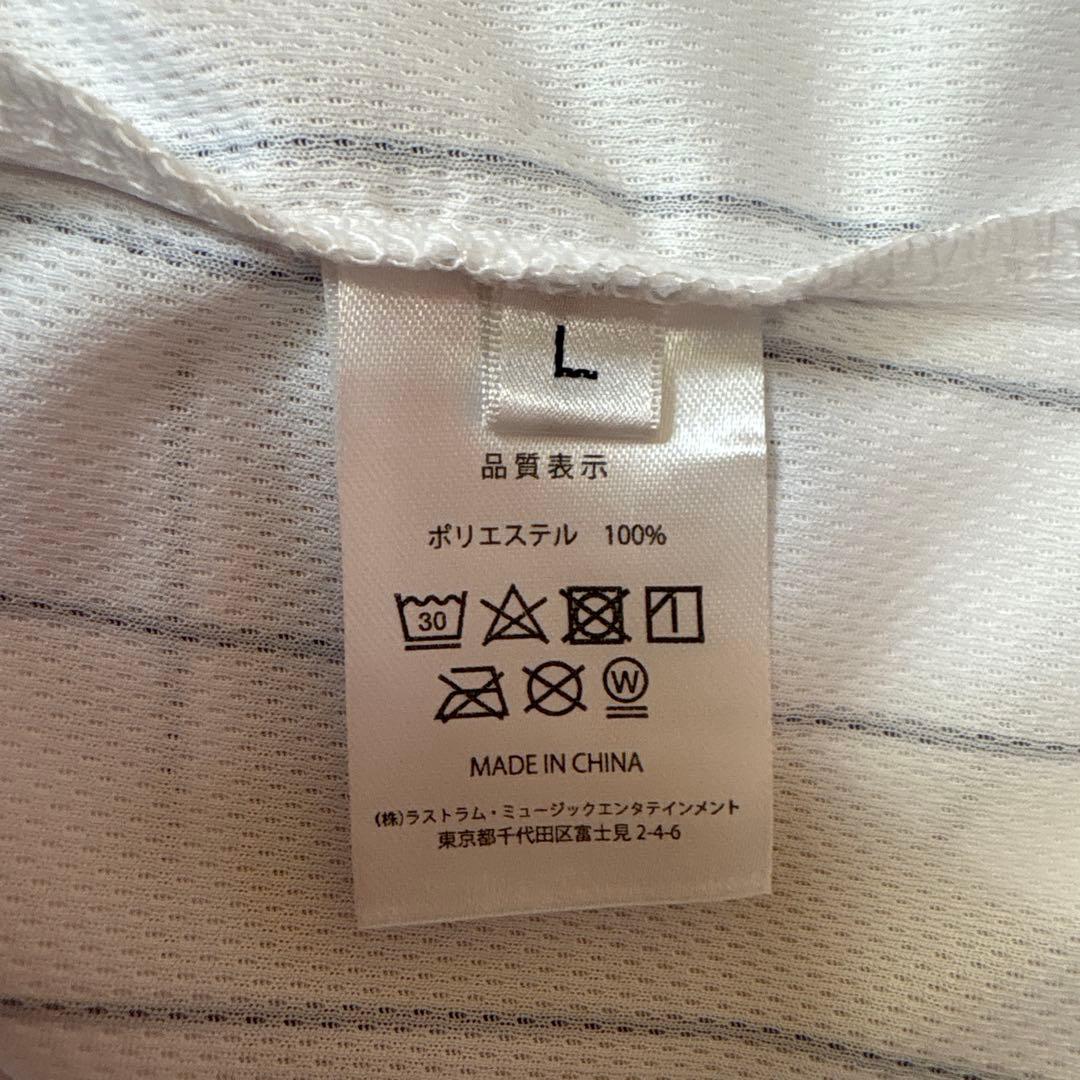 L
品質表示
ポリエステル 100%
30
W
MADE IN CHINA
(株)ラストラム・ミュージックエンタテインメント
東京都千代田区富士見 2-4-6